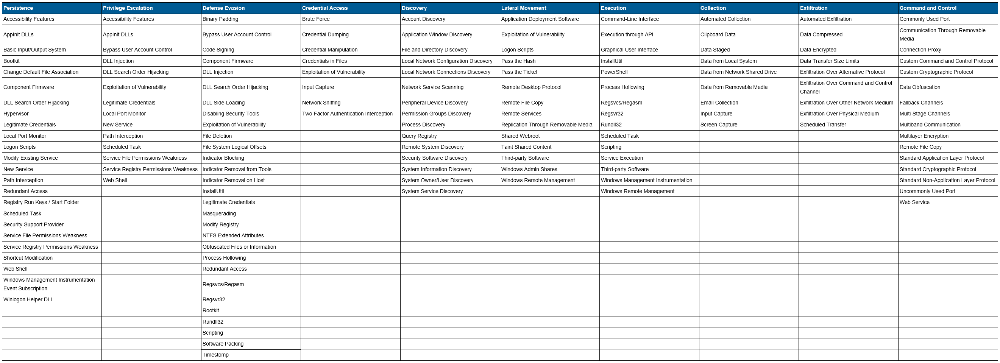 Persistence Privilege Escalation Defense Evasion Credential Access Discovery Lateral Movement Execution Collection Exfiltration Command and Control
Accessibility Features Accessibility Features Binary Padding Brute Force Account Discovery Application Deployment Software Command-Line Interface Automated Collection Automated Exfiltration Commonly Used Port
AppInit DLLs AppInit DLLs Bypass User Account Control Credential Dumping Application Window Discovery Exploitation of Vulnerability Execution through API Clipboard Data Data Compressed Communication Through Removable
Media
Basic Input/Output System Bypass User Account Control Code Signing Credential Manipulation File and Directory Discovery Logon Scripts Graphical User Interface Data Staged Data Encrypted Connection Proxy
Bootkit DLL Injection Component Firmware Credentials in Files Local Network Configuration Discovery Pass the Hash InstallUtil Data from Local System Data Transfer Size Limits Custom Command and Control Protocol
Change Default File Association DLL Search Order Hijacking DLL Injection Exploitation of Vulnerability Local Network Connections Discovery Pass the Ticket PowerShell Data from Network Shared Drive Exfiltration Over Alternative Protocol Custom Cryptographic Protocol
Component Firmware Exploitation of Vulnerability DLL Search Order Hijacking Input Capture Network Service Scanning Remote Desktop Protocol Process Hollowing Data from Removable Media Exfiltration Over Command and Control
Channel Data Obfuscation
DLL Search Order Hijacking Legitimate Credentials DLL Side-Loading Network Sniffing Peripheral Device Discovery Remote File Copy Regsvcs/Regasm Email Collection Exfiltration Over Other Network Medium Fallback Channels
Hypervisor Local Port Monitor Disabling Security Tools Two-Factor Authentication Interception Permission Groups Discovery Remote Services Regsvr32 Input Capture Exfiltration Over Physical Medium Multi-Stage Channels
Legitimate Credentials New Service Exploitation of Vulnerability Process Discovery Replication Through Removable Media Rundll32 Screen Capture Scheduled Transfer Multiband Communication
Local Port Monitor Path Interception File Deletion Query Registry Shared Webroot Scheduled Task Multilayer Encryption
Logon Scripts Scheduled Task File System Logical Offsets Remote System Discovery Taint Shared Content Scripting Remote File Copy
Modify Existing Service Service File Permissions Weakness Indicator Blocking Security Software Discovery Third-party Software Service Execution Standard Application Layer Protocol
New Service Service Registry Permissions Weakness Indicator Removal from Tools System Information Discovery Windows Admin Shares Third-party Software Standard Cryptographic Protocol
Path Interception Web Shell Indicator Removal on Host System Owner/User Discovery Windows Remote Management Windows Management Instrumentation Standard Non-Application Layer Protocol
Redundant Access InstallUtil System Service Discovery Windows Remote Management Uncommonly Used Port
Registry Run Keys / Start Folder Legitimate Credentials Web Service
Scheduled Task Masquerading
Security Support Provider Modify Registry
Service File Permissions Weakness NTFS Extended Attributes
Service Registry Permissions Weakness Obfuscated Files or Information
Shortcut Modification Process Hollowing
Web Shell Redundant Access
Windows Management Instrumentation
Event Subscription Regsvcs/Regasm
Winlogon Helper DLL Regsvr32
Rootkit
Rundll32
Scripting
Software Packing
Timestomp